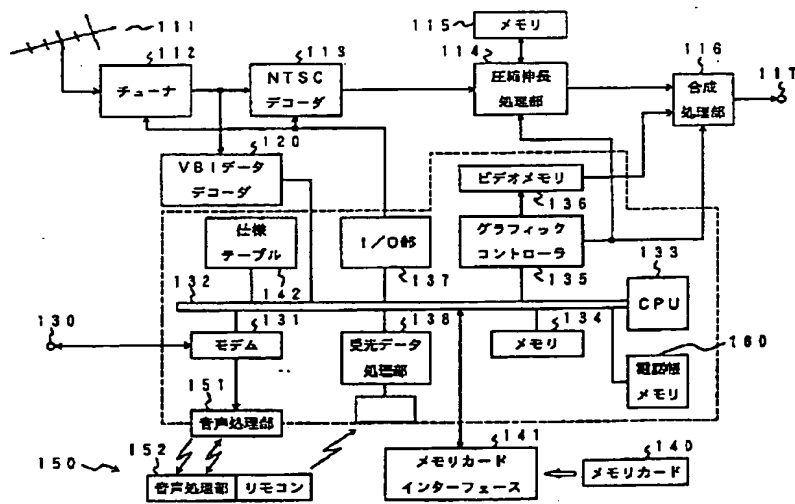 111
112
チューナ
113
NTSC
デコーダ
115
メモリ
114
圧縮伸長
処理部
116
合成
処理部
117
120
VBIデータ
デコーダ
ビデオメモリ
136
仕様
テーブル
142
I/O部
137
グラフィック
コントローラ
135
133
CPU
132
130
131
モデム
138
受光データ
処理部
134
メモリ
160
電話帳
メモリ
151
音声処理部
150
152
音声処理部
リモコン
141
メモリカード
インターフェース
140
メモリカード